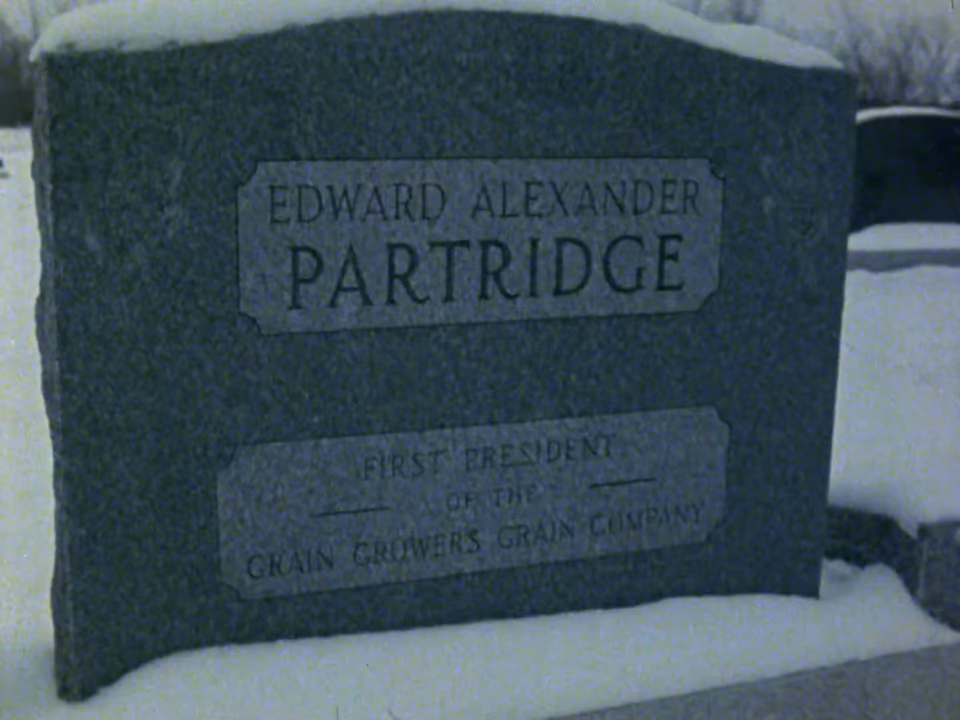 EDWARD ALEXANDER
PARTRIDGE
FIRST PRESIDENT
OF THE
GRAIN GROWERS GRAIN COMPANY